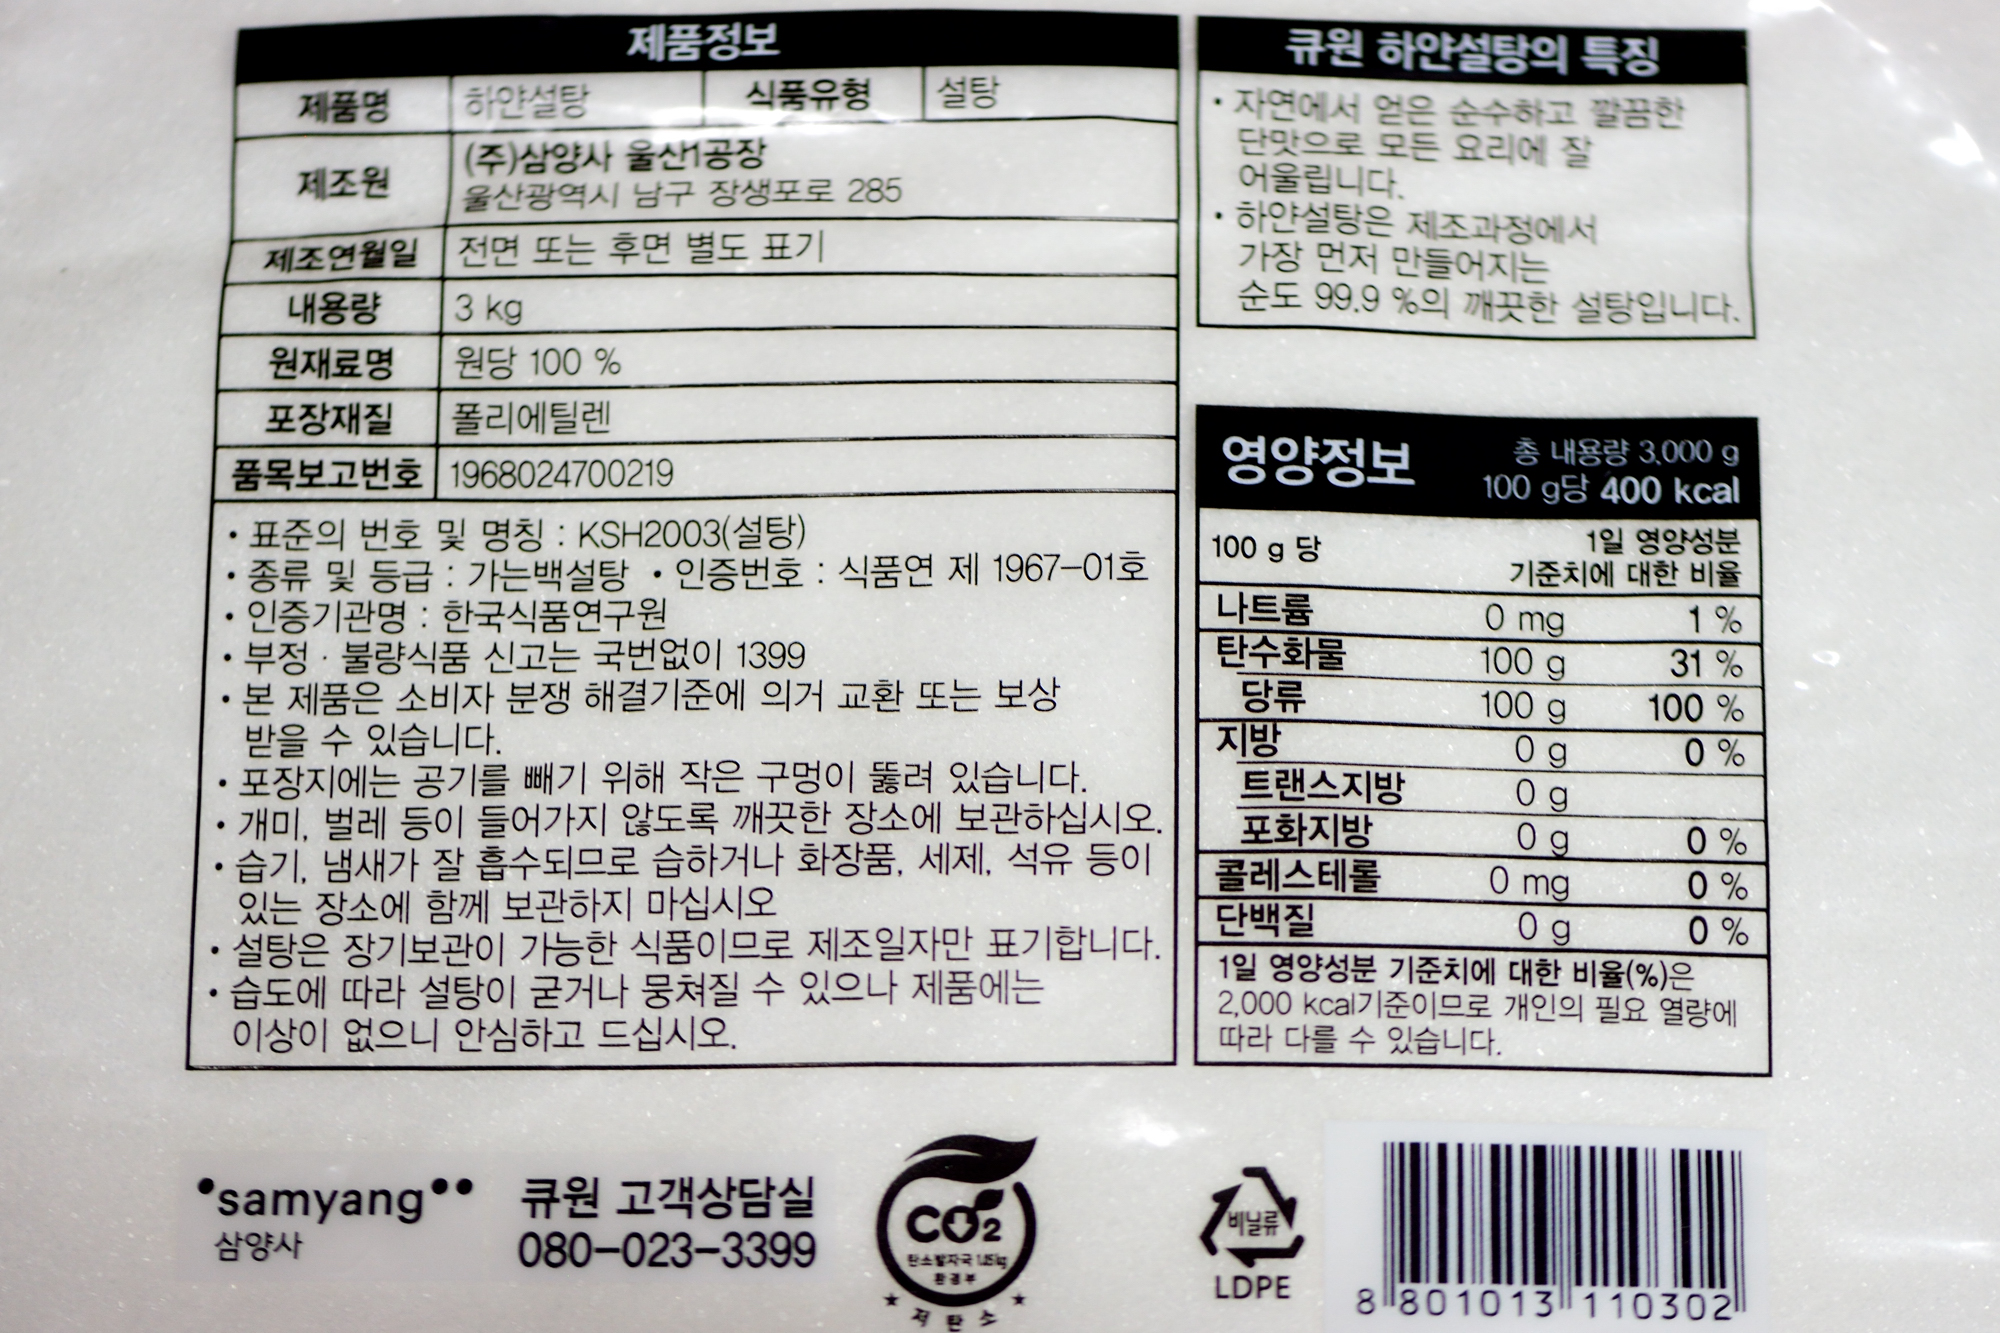 제품정보
제품명 하얀설탕 식품유형 설탕
제조원 (주)삼양사 울산1공장
울산광역시 남구 장생포로 285
제조연월일 전면 또는 후면 별도 표기
내용량 3 kg
원재료명 원당 100 %
포장재질 폴리에틸렌
품목보고번호 1968024700219
• 표준의 번호 및 명칭 : KSH2003(설탕)
• 종류 및 등급 : 가는백설탕 • 인증번호 : 식품연 제 1967-01호
• 인증기관명 : 한국식품연구원
• 부정 · 불량식품 신고는 국번없이 1399
• 본 제품은 소비자 분쟁 해결기준에 의거 교환 또는 보상
받을 수 있습니다.
• 포장지에는 공기를 빼기 위해 작은 구멍이 뚫려 있습니다.
• 개미, 벌레 등이 들어가지 않도록 깨끗한 장소에 보관하십시오.
• 습기, 냄새가 잘 흡수되므로 습하거나 화장품, 세제, 석유 등이
있는 장소에 함께 보관하지 마십시오
• 설탕은 장기보관이 가능한 식품이므로 제조일자만 표기합니다.
• 습도에 따라 설탕이 굳거나 뭉쳐질 수 있으나 제품에는
이상이 없으니 안심하고 드십시오.
큐원 하얀설탕의 특징
• 자연에서 얻은 순수하고 깔끔한
단맛으로 모든 요리에 잘
어울립니다.
• 하얀설탕은 제조과정에서
가장 먼저 만들어지는
순도 99.9 %의 깨끗한 설탕입니다.
영양정보 총 내용량 3,000 g
100 g당 400 kcal
100 g 당 1일 영양성분
기준치에 대한 비율
나트륨 0 mg 1 %
탄수화물 100 g 31 %
당류 100 g 100 %
지방 0 g 0 %
트랜스지방 0 g
포화지방 0 g 0 %
콜레스테롤 0 mg 0 %
단백질 0 g 0 %
1일 영양성분 기준치에 대한 비율(%)은
2,000 kcal기준이므로 개인의 필요 열량에
따라 다를 수 있습니다.
samyang
삼양사
큐원 고객상담실
080-023-3399
CO2
탄소발자국 1.85kg
환경부
저탄소
비닐류
LDPE
8 801013 110302